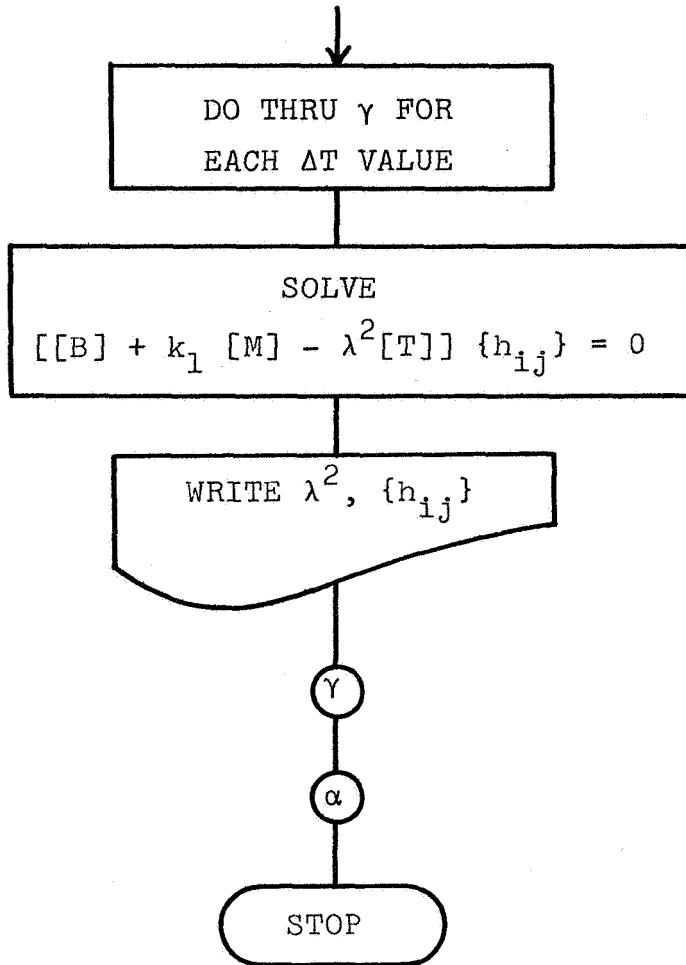 DO THRU γ FOR
EACH ΔT VALUE
SOLVE
[[B] + k₁ [M] - λ²[T]] {hᵢⱼ} = 0
WRITE λ², {hᵢⱼ}
γ
α
STOP